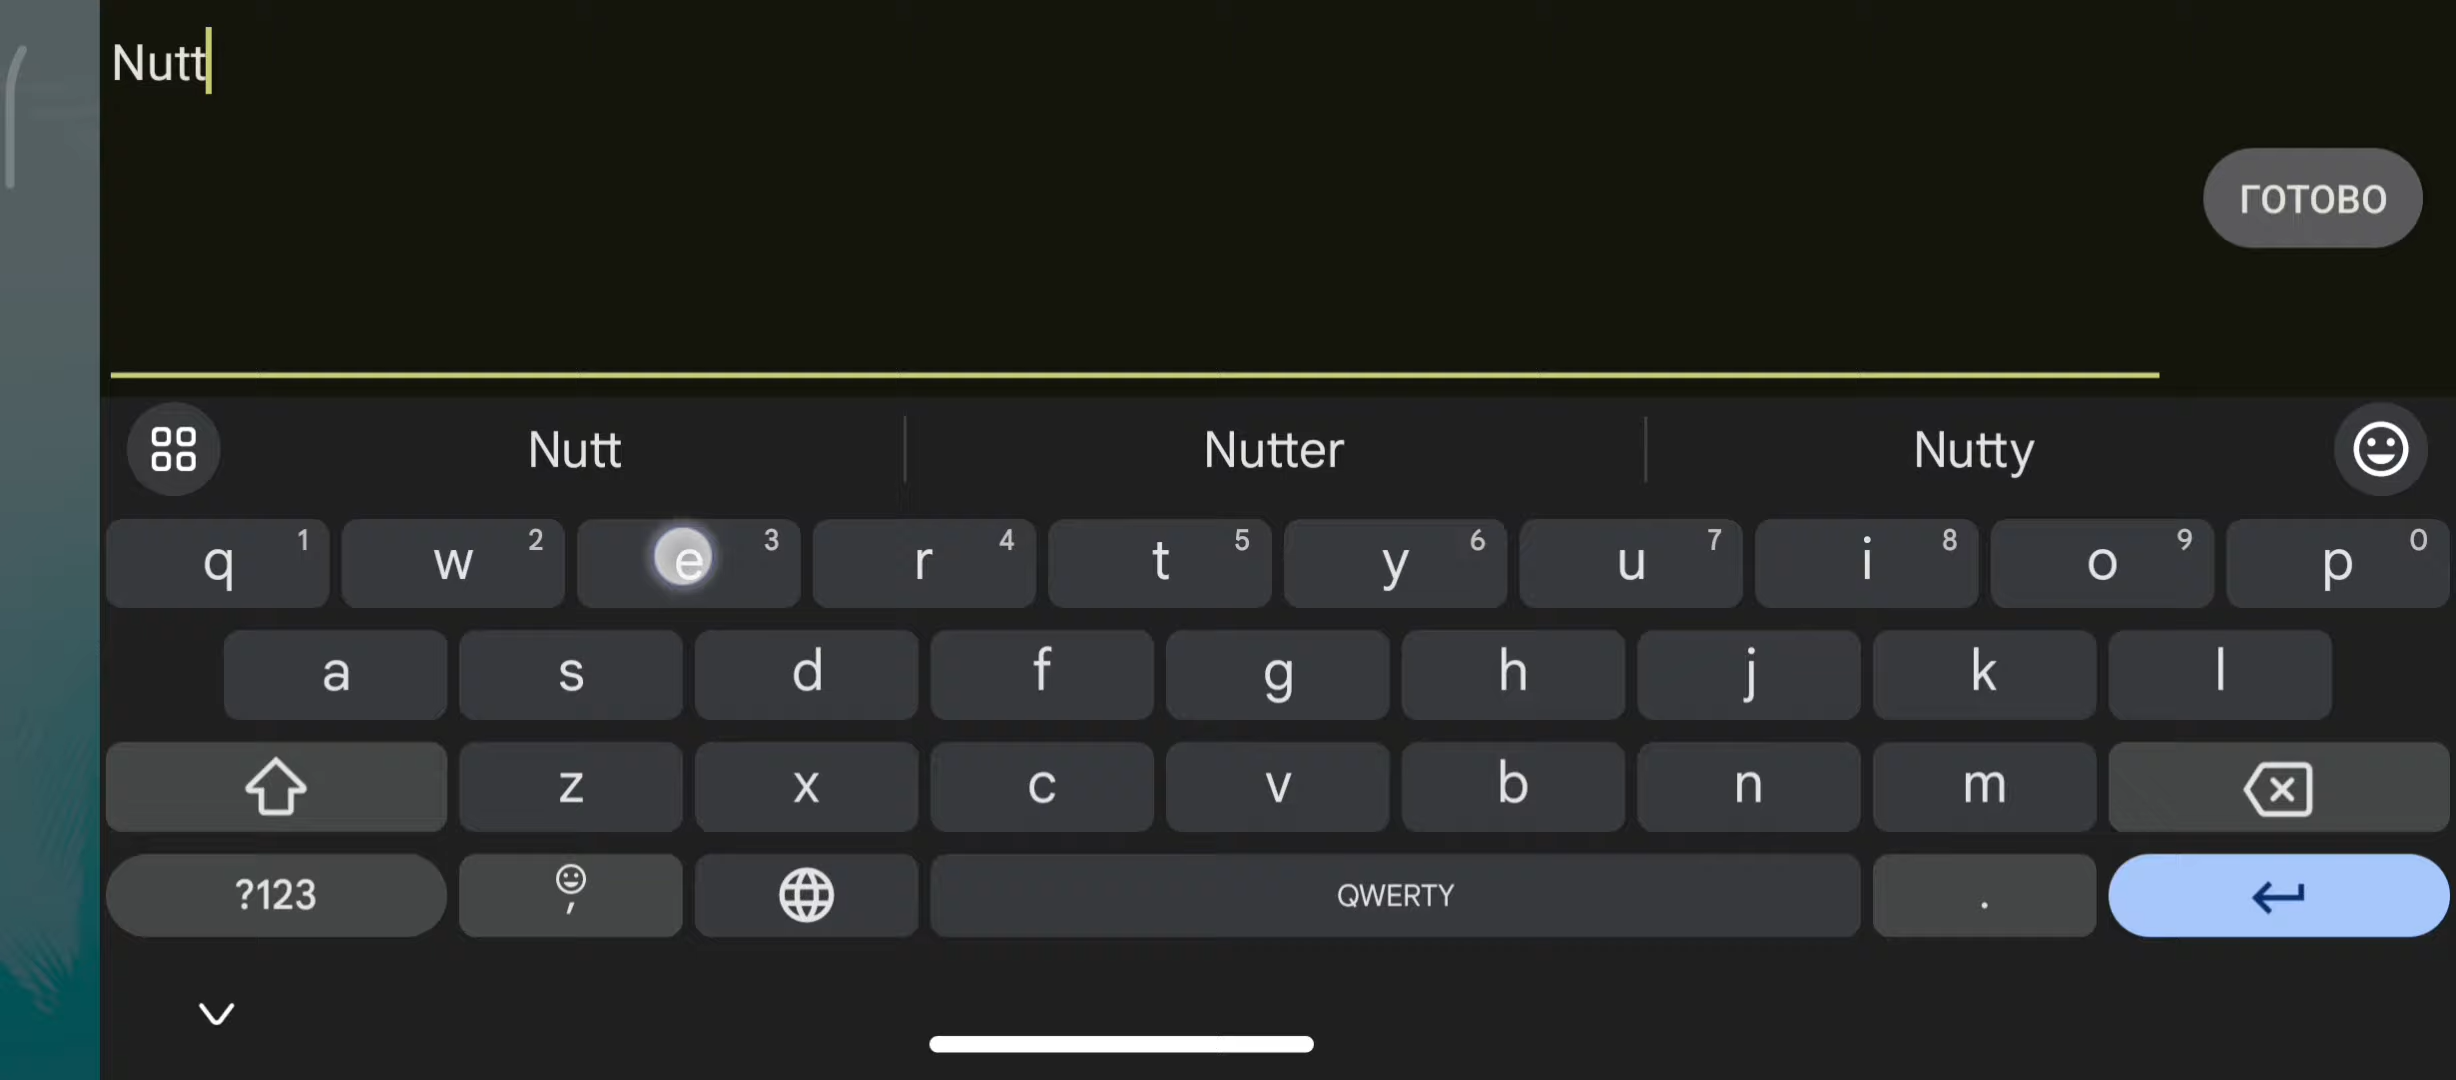 Nutt
ГОТОВО
Nutt Nutter Nutty
q 1 w 2 e 3 r 4 t 5 y 6 u 7 i 8 o 9 p 0
a s d f g h j k l
z x c v b n m
?123 , QWERTY .